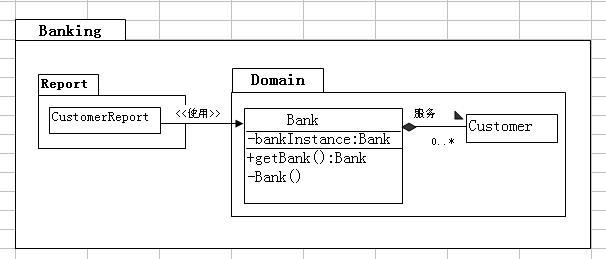 Banking
Report
CustomerReport
<<使用>>
Domain
Bank
-bankInstance:Bank
+getBank():Bank
-Bank()
服务
0..*
Customer